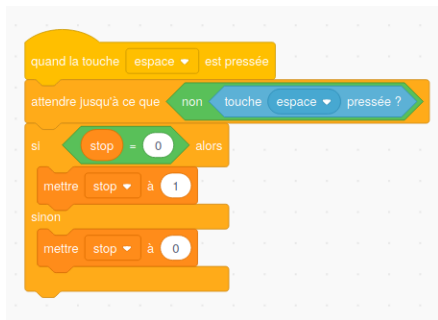 quand la touche espace est pressée
attendre jusqu'à ce que non touche espace pressée ?
si stop = 0 alors
mettre stop à 1
sinon
mettre stop à 0